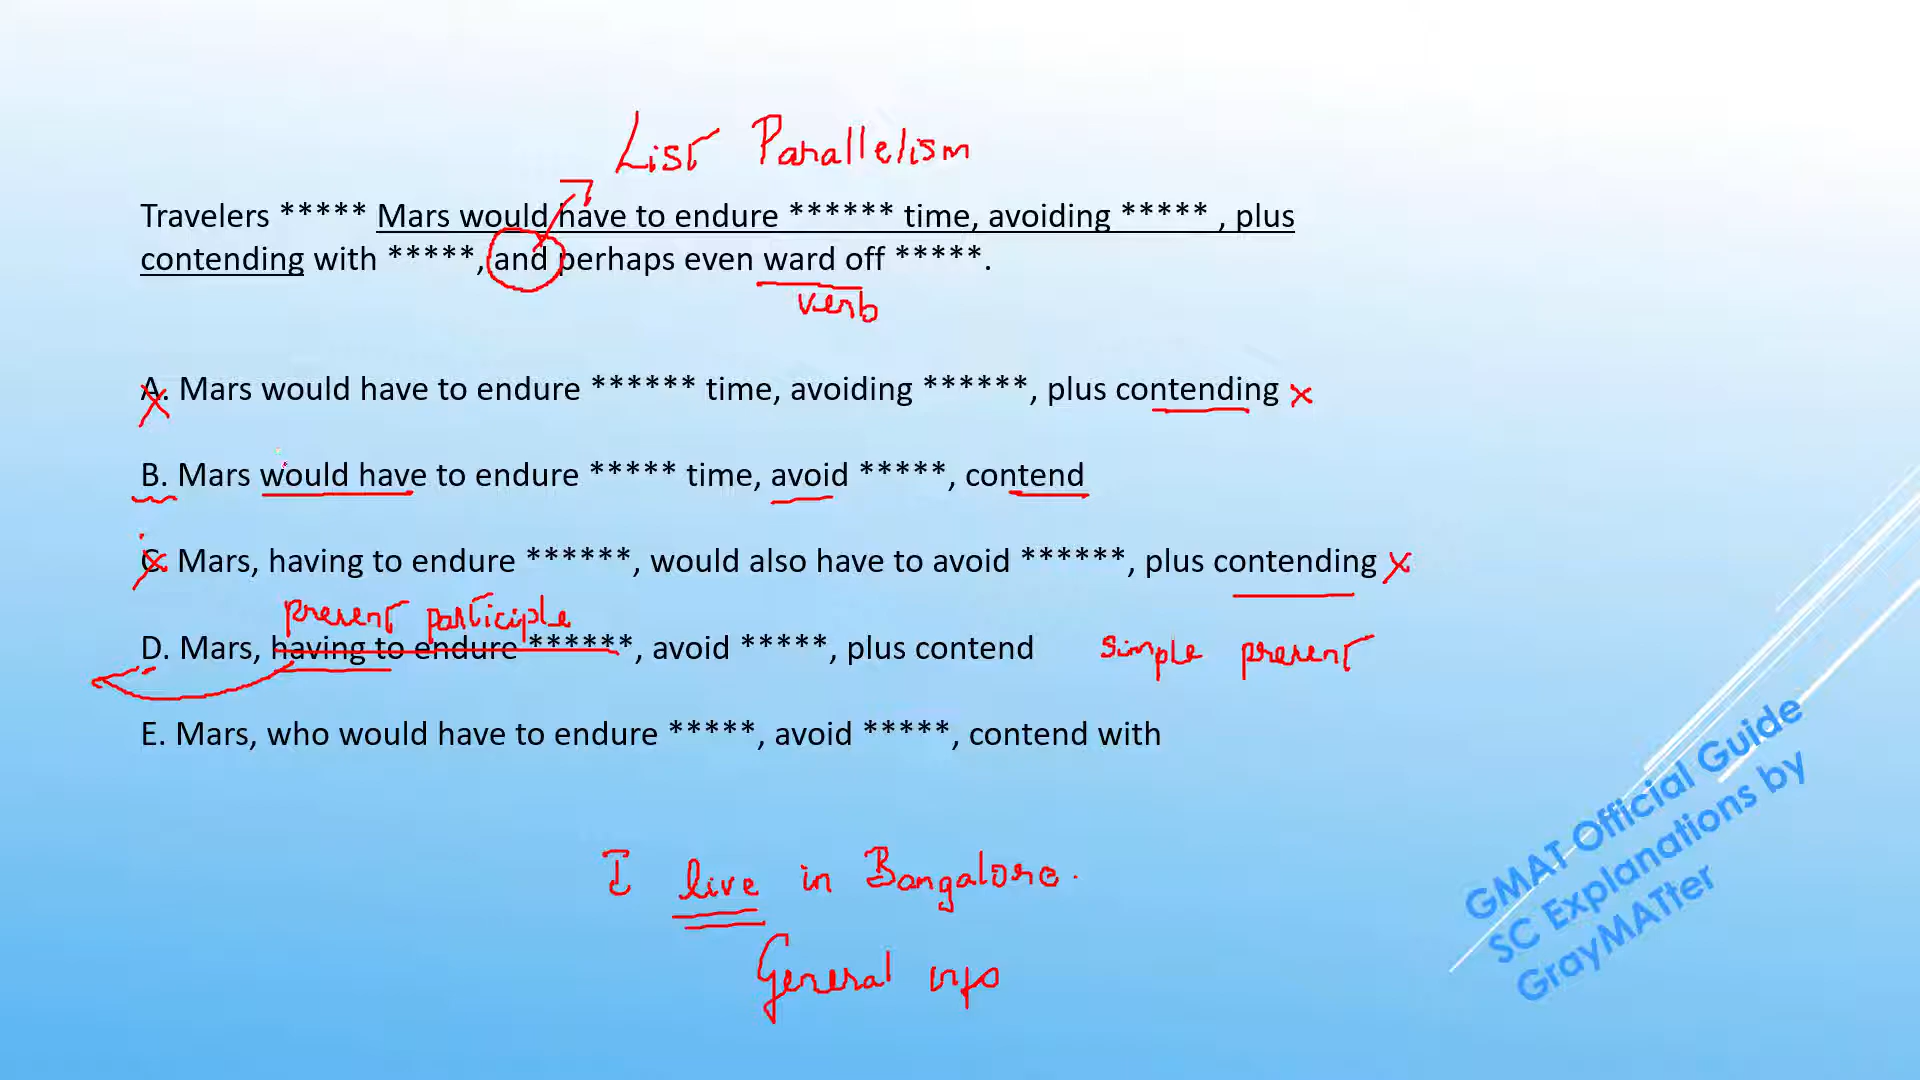 List Parallelism
Travelers ***** Mars would have to endure ****** time, avoiding ***** , plus
contending with *****, and perhaps even ward off *****.
verb
A. Mars would have to endure ****** time, avoiding ******, plus contending x
B. Mars would have to endure ***** time, avoid *****, contend
C. Mars, having to endure ******, would also have to avoid ******, plus contending x
present participle
D. Mars, having to endure ******, avoid *****, plus contend simple present
E. Mars, who would have to endure *****, avoid *****, contend with
I live in Bangalore.
General info
GMAT Official Guide
SC Explanations by
GrayMATter